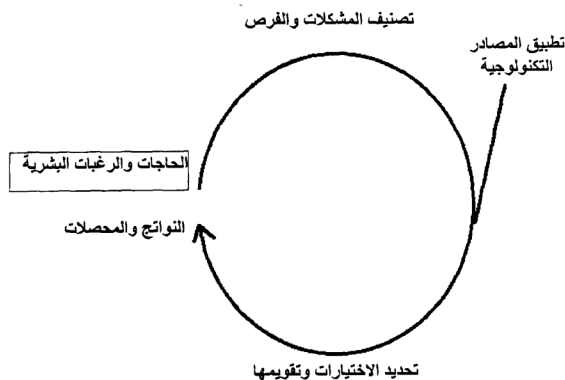 تصنيف المشكلات والفرص
تطبيق المصادر
التكنولوجية
الحاجات والرغبات البشرية
النواتج والمحصلات
تحديد الاختيارات وتقويمها